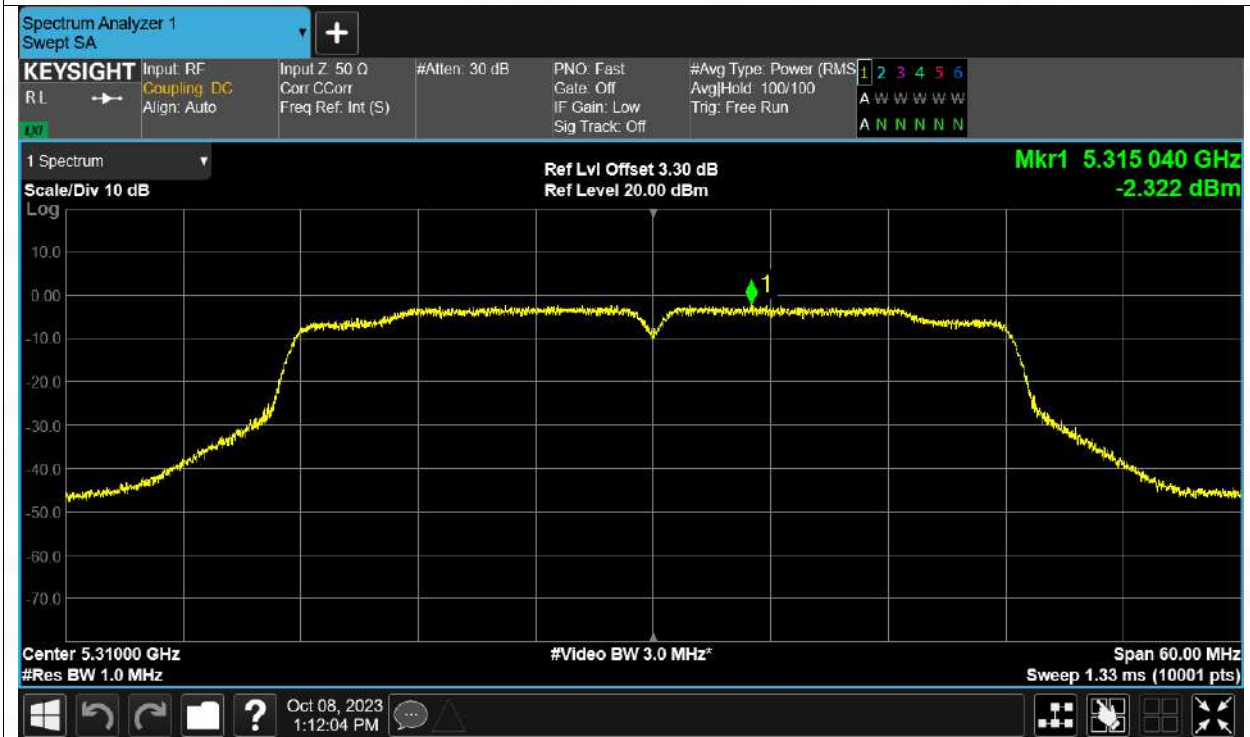 Spectrum Analyzer 1
Swept SA
+
KEYSIGHT
RL
LXI
Input: RF
Coupling: DC
Align: Auto
Input Z: 50 Ω
Corr CCorr
Freq Ref: Int (S)
#Atten: 30 dB
PNO: Fast
Gate: Off
IF Gain: Low
Sig Track: Off
#Avg Type: Power (RMS
Avg|Hold: 100/100
Trig: Free Run
1 2 3 4 5 6
A W W W W W
A N N N N N
1 Spectrum
Scale/Div 10 dB
Ref Lvl Offset 3.30 dB
Ref Level 20.00 dBm
Mkr1 5.315 040 GHz
-2.322 dBm
Log
10.0
0.00
-10.0
-20.0
-30.0
-40.0
-50.0
-60.0
-70.0
1
Center 5.31000 GHz
#Res BW 1.0 MHz
#Video BW 3.0 MHz*
Span 60.00 MHz
Sweep 1.33 ms (10001 pts)
?
Oct 08, 2023
1:12:04 PM